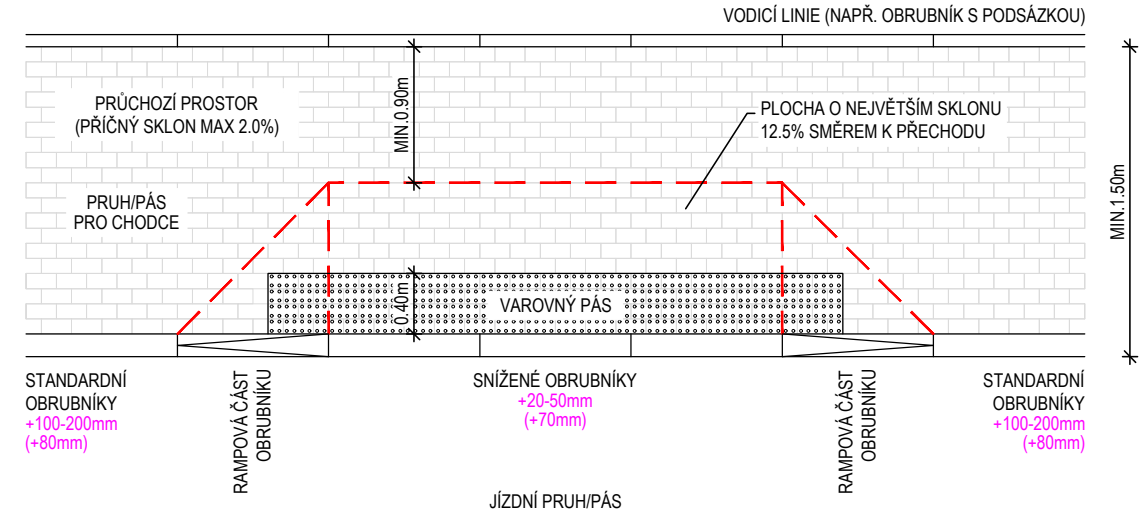 VODICÍ LINIE (NAPŘ. OBRUBNÍK S PODSÁZKOU)
PRŮCHOZÍ PROSTOR
(PŘÍČNÝ SKLON MAX 2.0%)
MIN.0.90m
PLOCHA O NEJVĚTŠÍM SKLONU
12.5% SMĚREM K PŘECHODU
PRUH/PÁS
PRO CHODCE
MIN.1.50m
0.40m
VAROVNÝ PÁS
STANDARDNÍ
OBRUBNÍKY
+100-200mm
(+80mm)
RAMPOVÁ ČÁST
OBRUBNÍKU
SNÍŽENÉ OBRUBNÍKY
+20-50mm
(+70mm)
RAMPOVÁ ČÁST
OBRUBNÍKU
STANDARDNÍ
OBRUBNÍKY
+100-200mm
(+80mm)
JÍZDNÍ PRUH/PÁS